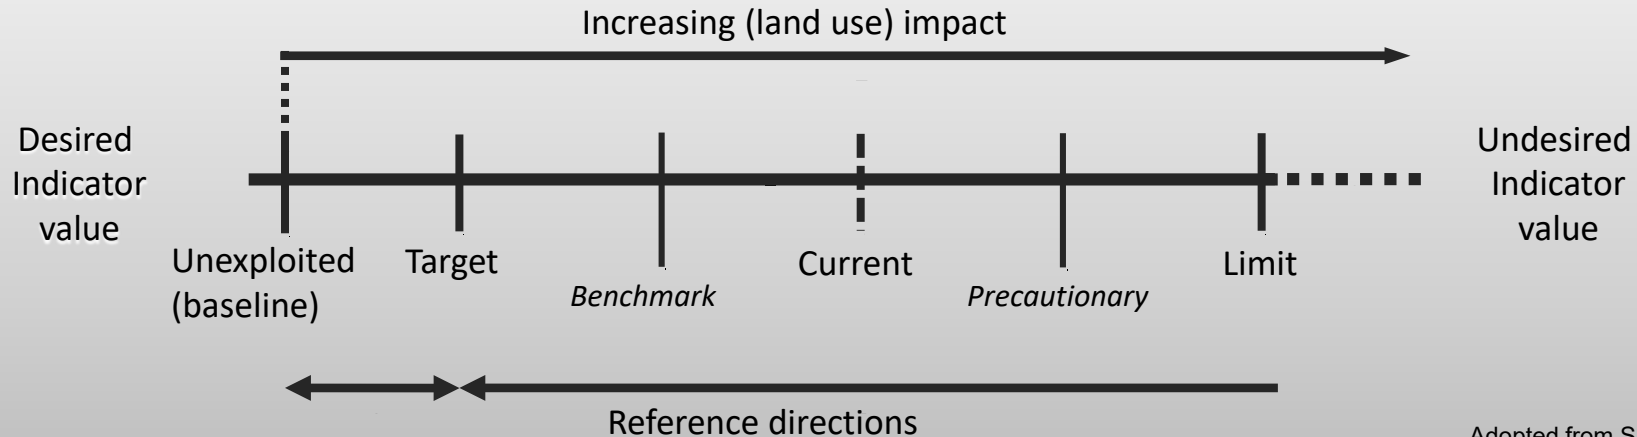 Increasing (land use) impact
Desired
Indicator
value
Undesired
Indicator
value
Unexploited
(baseline)
Target
Benchmark
Current
Precautionary
Limit
Reference directions
Adopted from S